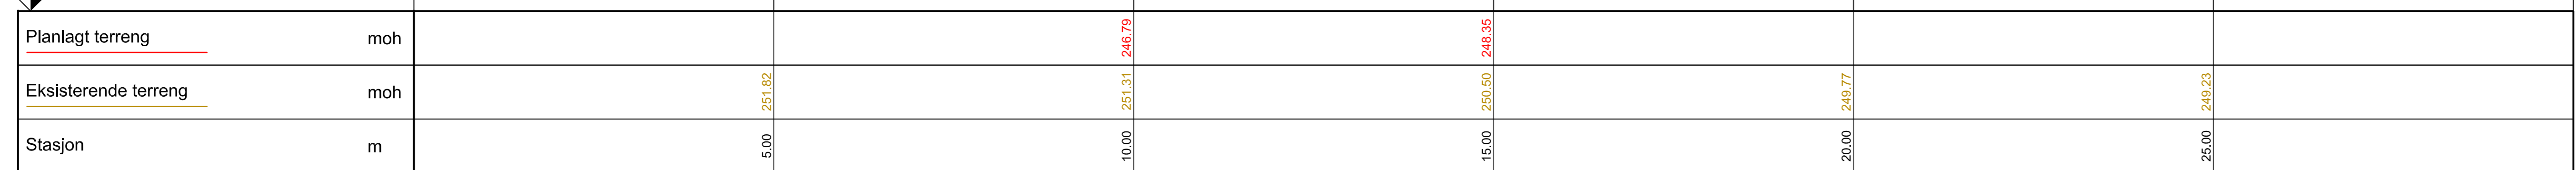 Planlagt terreng moh 246.79 248.35
Eksisterende terreng moh 251.82 251.31 250.50 249.77 249.23
Stasjon m 5.00 10.00 15.00 20.00 25.00